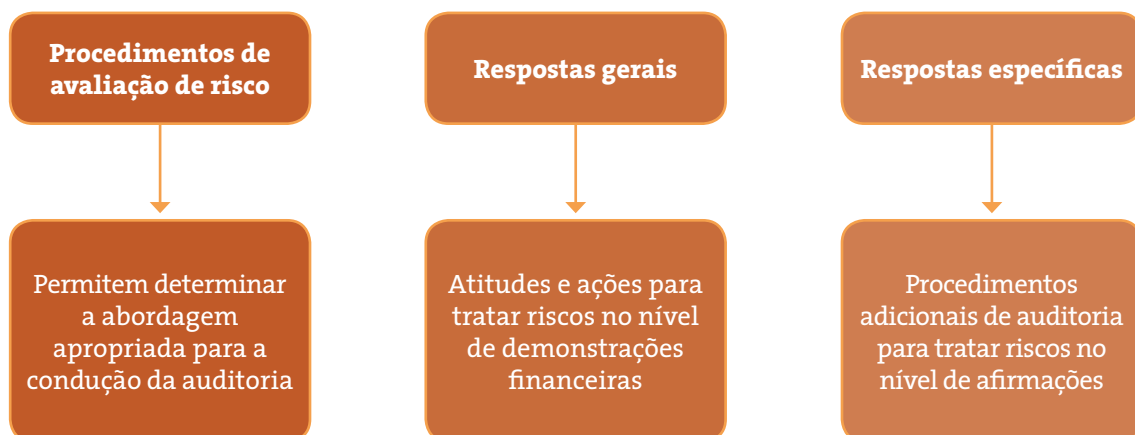 Procedimentos de
avaliação de risco
Respostas gerais
Respostas específicas
Permitem determinar
a abordagem
apropriada para a
condução da auditoria
Atitudes e ações para
tratar riscos no nível
de demonstrações
financeiras
Procedimentos
adicionais de auditoria
para tratar riscos no
nível de afirmações